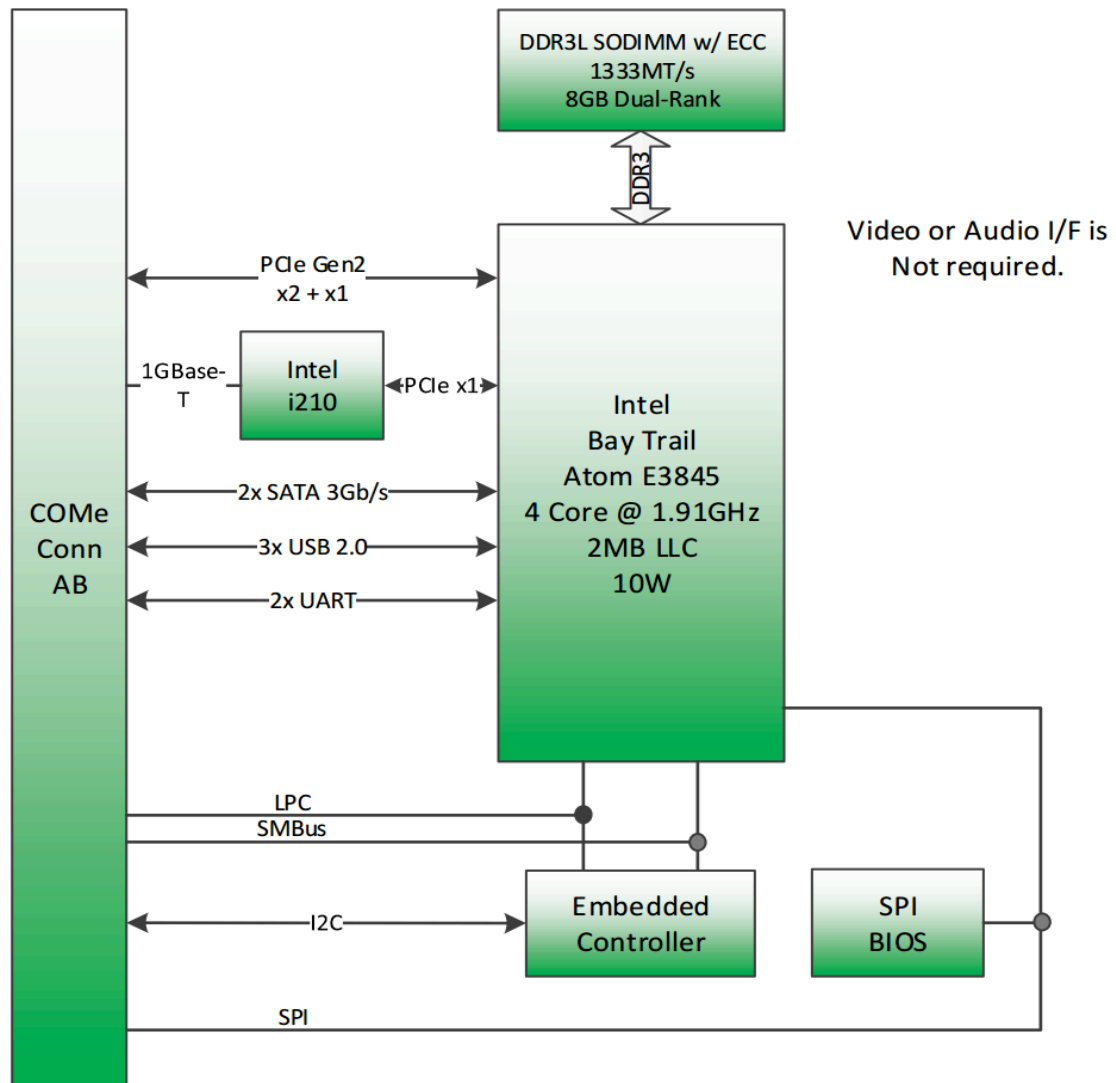 DDR3L SODIMM w/ ECC
1333MT/s
8GB Dual-Rank
DDR3
Video or Audio I/F is
Not required.
PCIe Gen2
x2 + x1
1GBase-
T
Intel
i210
PCIe x1
Intel
Bay Trail
Atom E3845
4 Core @ 1.91GHz
2MB LLC
10W
2x SATA 3Gb/s
3x USB 2.0
2x UART
COMe
Conn
AB
LPC
SMBus
I2C
Embedded
Controller
SPI
BIOS
SPI